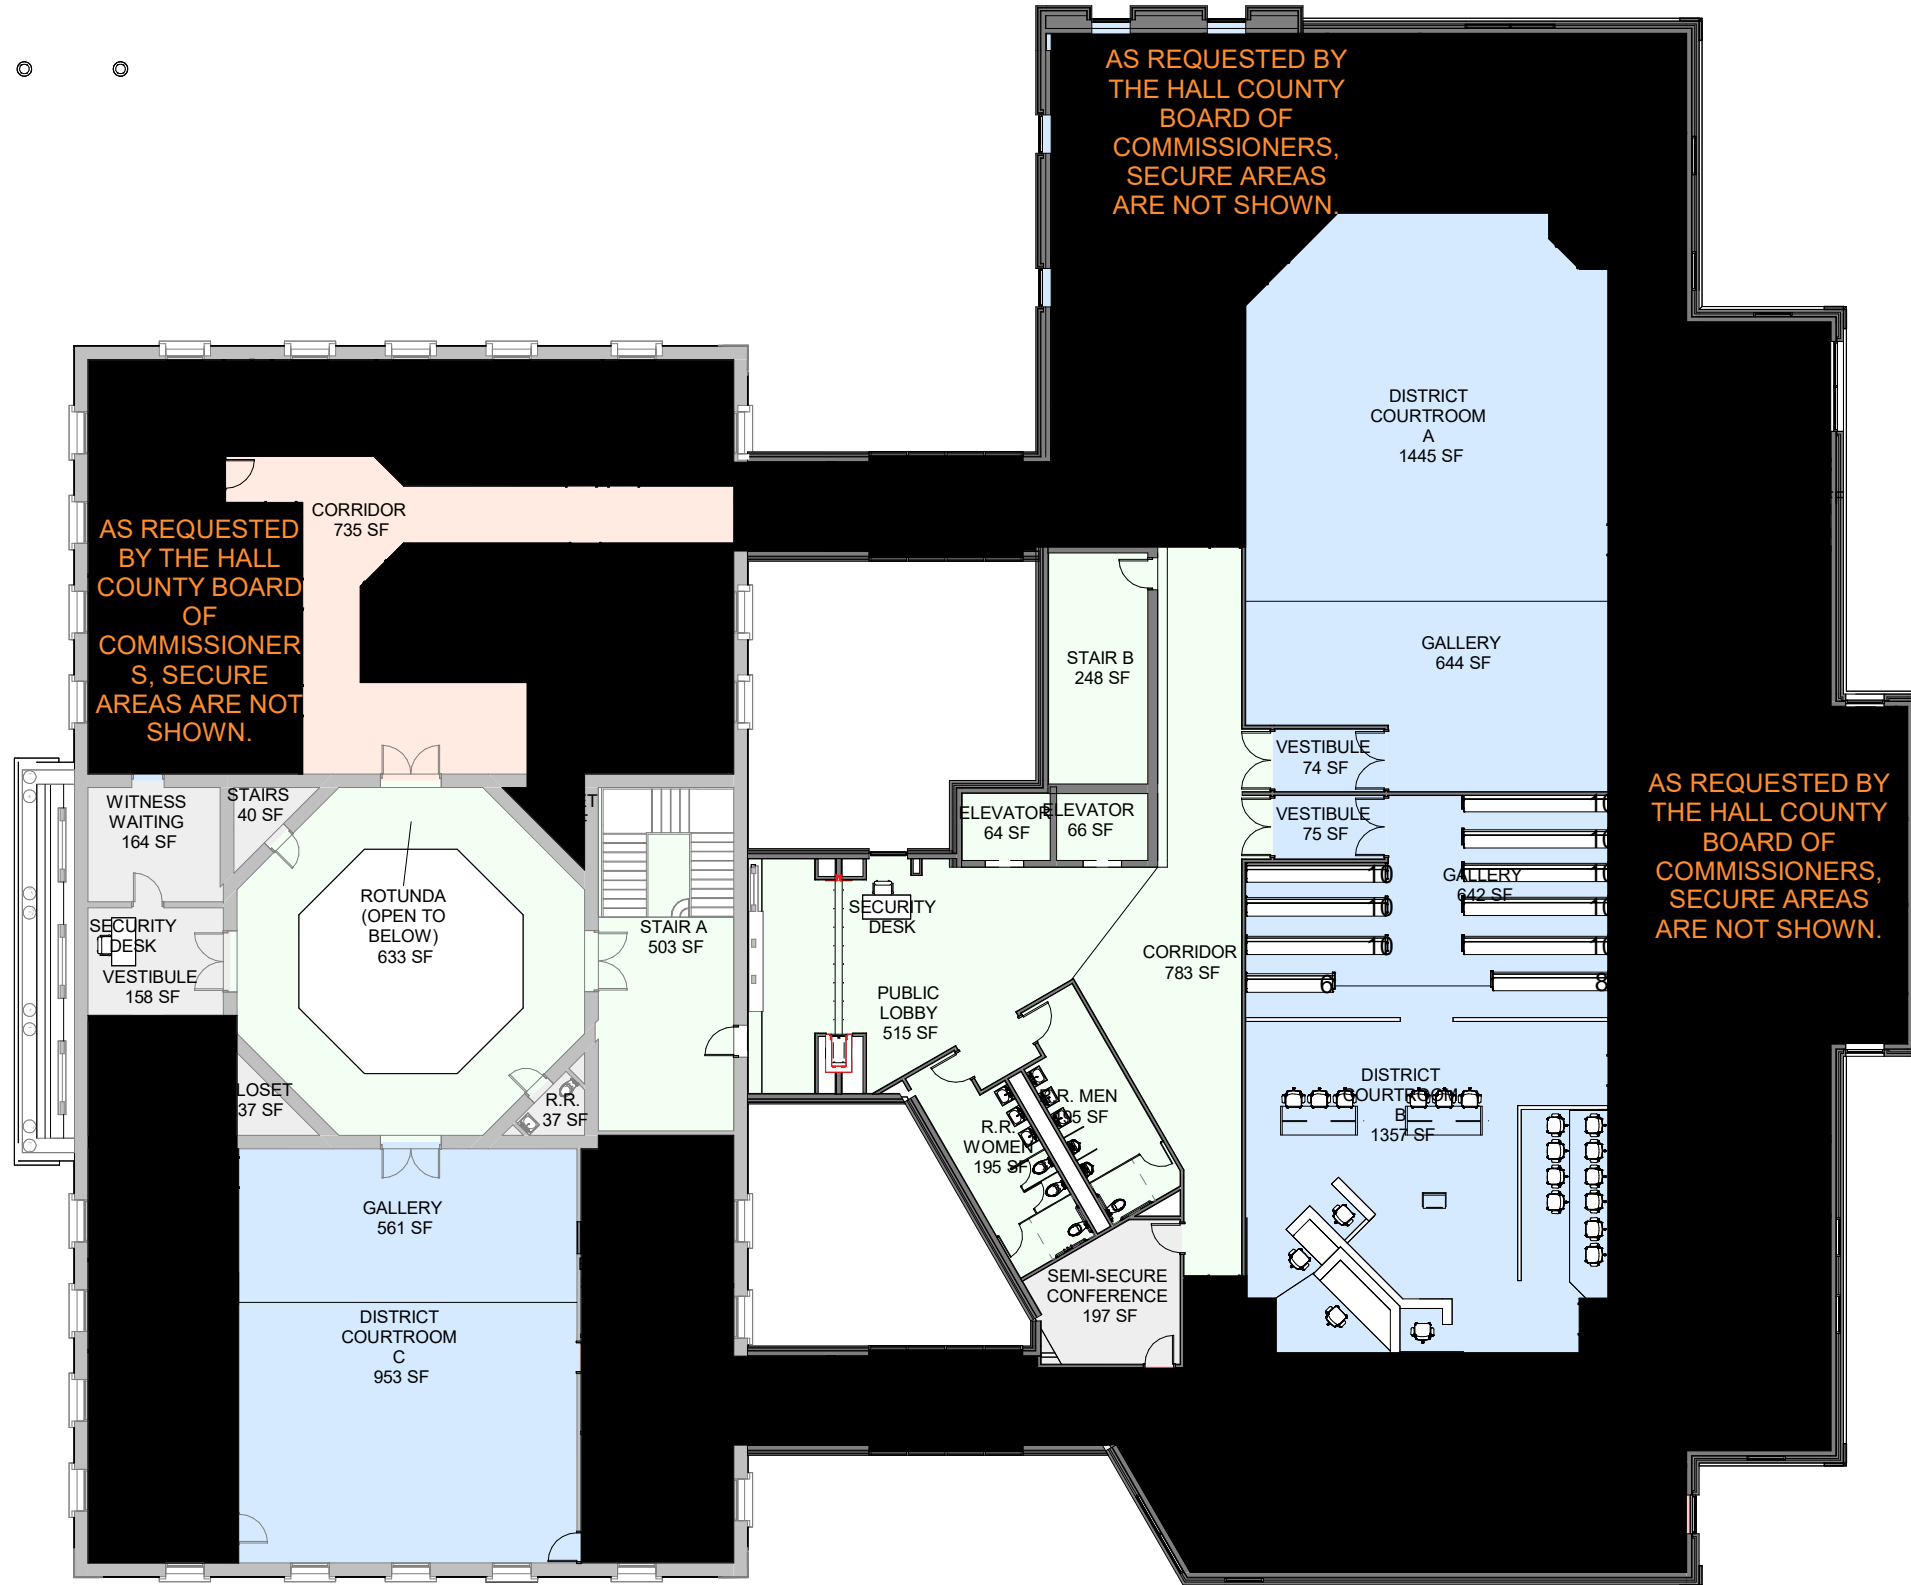 AS REQUESTED BY
THE HALL COUNTY
BOARD OF
COMMISSIONERS,
SECURE AREAS
ARE NOT SHOWN.
DISTRICT
COURTROOM
A
1445 SF
CORRIDOR
735 SF
AS REQUESTED
BY THE HALL
COUNTY BOARD
OF
COMMISSIONER
S, SECURE
AREAS ARE NOT
SHOWN.
GALLERY
644 SF
STAIR B
248 SF
VESTIBULE
74 SF
WITNESS
WAITING
164 SF
STAIRS
40 SF
ELEVATOR
64 SF
ELEVATOR
66 SF
VESTIBULE
75 SF
AS REQUESTED BY
THE HALL COUNTY
BOARD OF
COMMISSIONERS,
SECURE AREAS
ARE NOT SHOWN.
ROTUNDA
(OPEN TO
BELOW)
633 SF
SECURITY
DESK
VESTIBULE
158 SF
STAIR A
503 SF
SECURITY
DESK
GALLERY
642 SF
CORRIDOR
783 SF
PUBLIC
LOBBY
515 SF
LOSET
37 SF
R.R.
37 SF
R. MEN
95 SF
R.R.
WOMEN
195 SF
DISTRICT
COURTROOM
B
1357 SF
GALLERY
561 SF
SEMI-SECURE
CONFERENCE
197 SF
DISTRICT
COURTROOM
C
953 SF